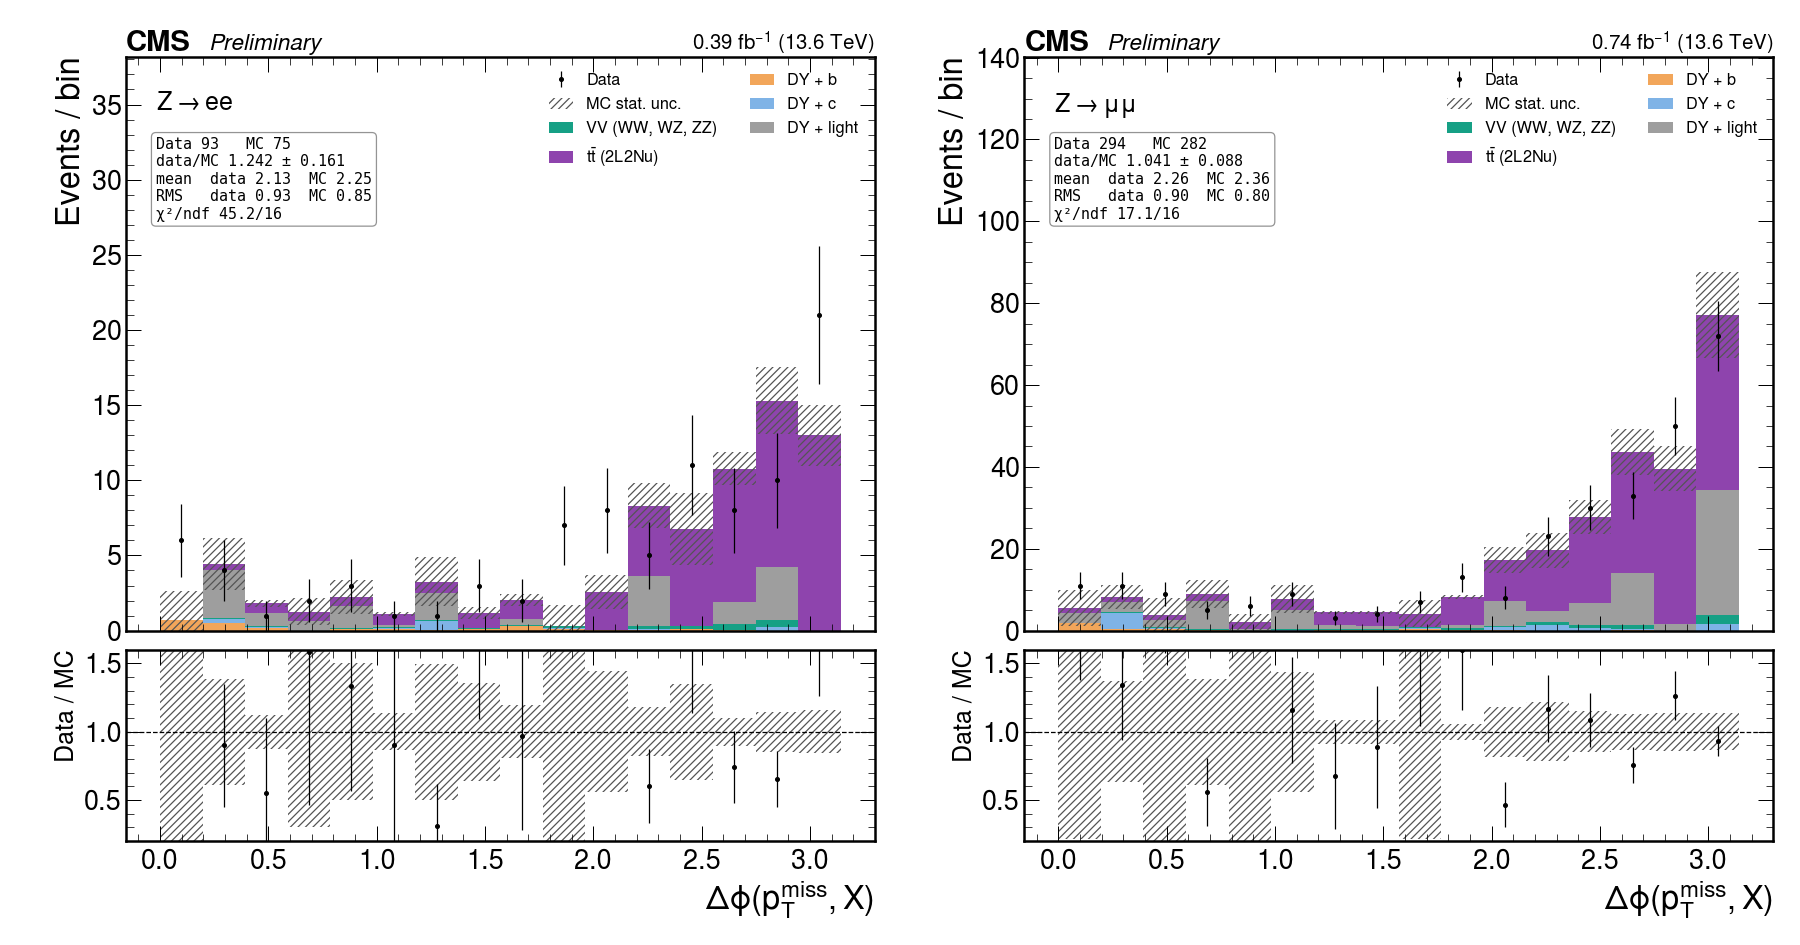 CMS Preliminary 0.39 fb⁻¹ (13.6 TeV)
Events / bin
Z → ee
Data 93 MC 75
data/MC 1.242 ± 0.161
mean data 2.13 MC 2.25
RMS data 0.93 MC 0.85
χ²/ndf 45.2/16
Data
MC stat. unc.
VV (WW, WZ, ZZ)
tt̄ (2L2Nu)
DY + b
DY + c
DY + light
35
30
25
20
15
10
5
0
Data / MC
1.5
1.0
0.5
0.0 0.5 1.0 1.5 2.0 2.5 3.0
Δϕ(p_T^miss, X)
CMS Preliminary 0.74 fb⁻¹ (13.6 TeV)
Events / bin
Z → μμ
Data 294 MC 282
data/MC 1.041 ± 0.088
mean data 2.26 MC 2.36
RMS data 0.90 MC 0.80
χ²/ndf 17.1/16
Data
MC stat. unc.
VV (WW, WZ, ZZ)
tt̄ (2L2Nu)
DY + b
DY + c
DY + light
140
120
100
80
60
40
20
0
Data / MC
1.5
1.0
0.5
0.0 0.5 1.0 1.5 2.0 2.5 3.0
Δϕ(p_T^miss, X)